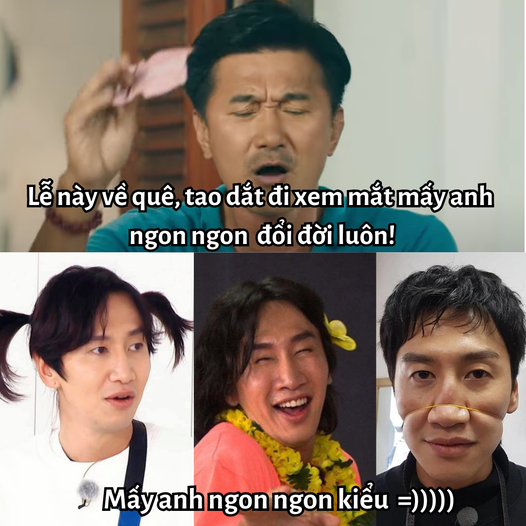 Lễ này về quê, tao dắt đi xem mắt mấy anh
ngon ngon đổi đời luôn!
Mấy anh ngon ngon kiểu =)))))